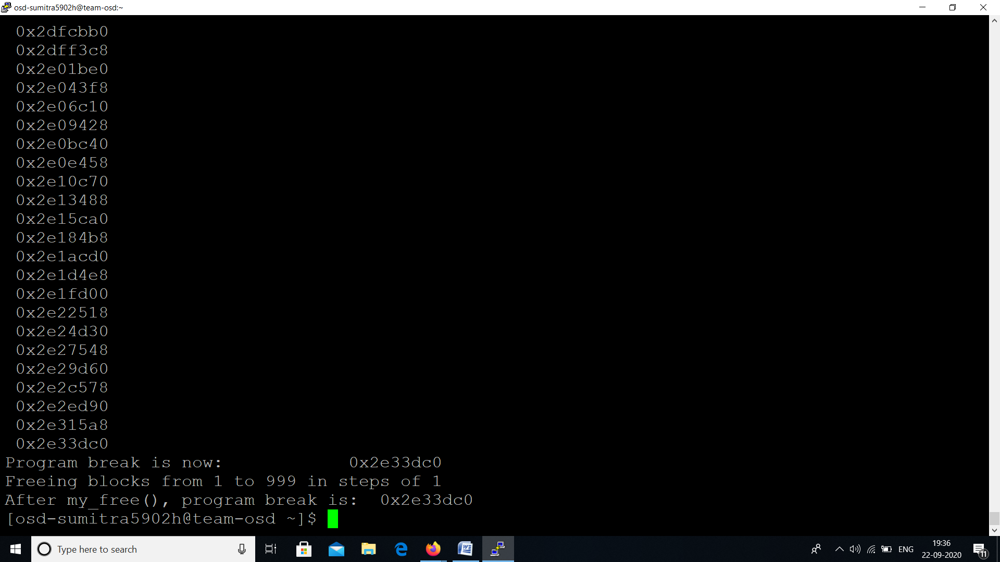 osd-sumitra5902h@team-osd:~
0x2dfcbb0
0x2dff3c8
0x2e01be0
0x2e043f8
0x2e06c10
0x2e09428
0x2e0bc40
0x2e0e458
0x2e10c70
0x2e13488
0x2e15ca0
0x2e184b8
0x2e1acd0
0x2e1d4e8
0x2e1fd00
0x2e22518
0x2e24d30
0x2e27548
0x2e29d60
0x2e2c578
0x2e2ed90
0x2e315a8
0x2e33dc0
Program break is now: 0x2e33dc0
Freeing blocks from 1 to 999 in steps of 1
After my_free(), program break is: 0x2e33dc0
[osd-sumitra5902h@team-osd ~]$
Type here to search
ENG
19:36
22-09-2020
11